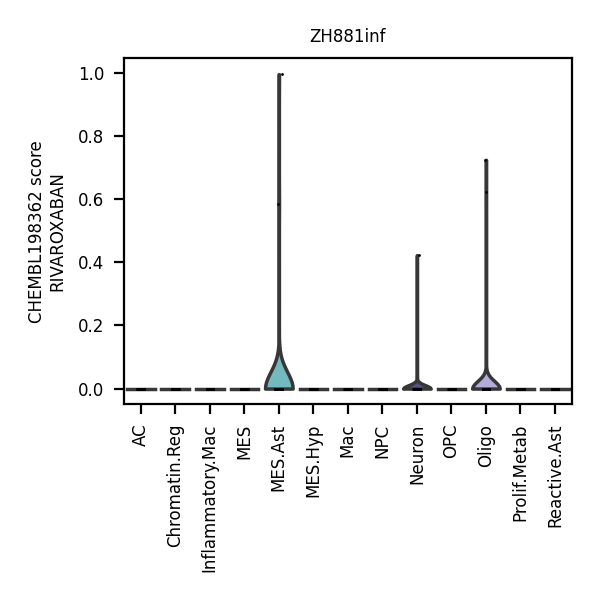 ZH881inf
CHEMBL198362 score
RIVAROXABAN
1.0
0.8
0.6
0.4
0.2
0.0
AC
Chromatin.Reg
Inflammatory.Mac
MES
MES.Ast
MES.Hyp
Mac
NPC
Neuron
OPC
Oligo
Prolif.Metab
Reactive.Ast